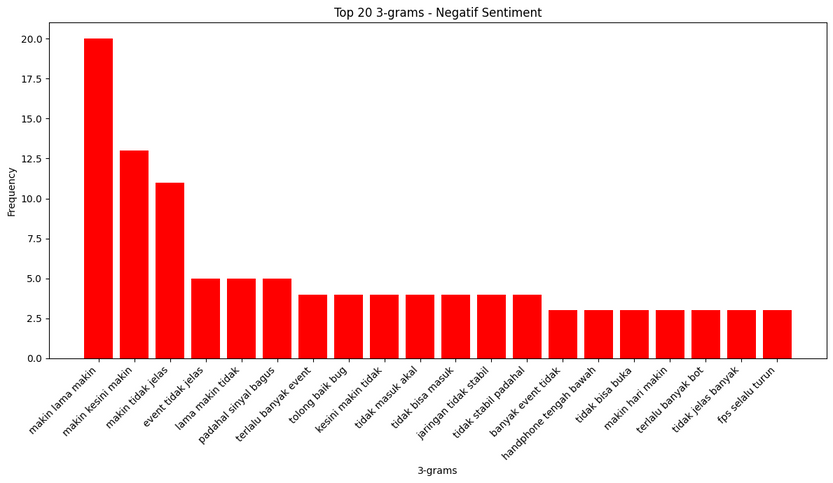 Top 20 3-grams - Negatif Sentiment
Frequency
20.0
17.5
15.0
12.5
10.0
7.5
5.0
2.5
0.0
makin lama makin
makin kesini makin
makin tidak jelas
event tidak jelas
lama makin tidak
padahal sinyal bagus
terlalu banyak event
tolong baik bug
kesini makin tidak
tidak masuk akal
tidak bisa masuk
jaringan tidak stabil
tidak stabil padahal
banyak event tidak
handphone tengah bawah
tidak bisa buka
makin hari makin
terlalu banyak bot
tidak jelas banyak
fps selalu turun
3-grams